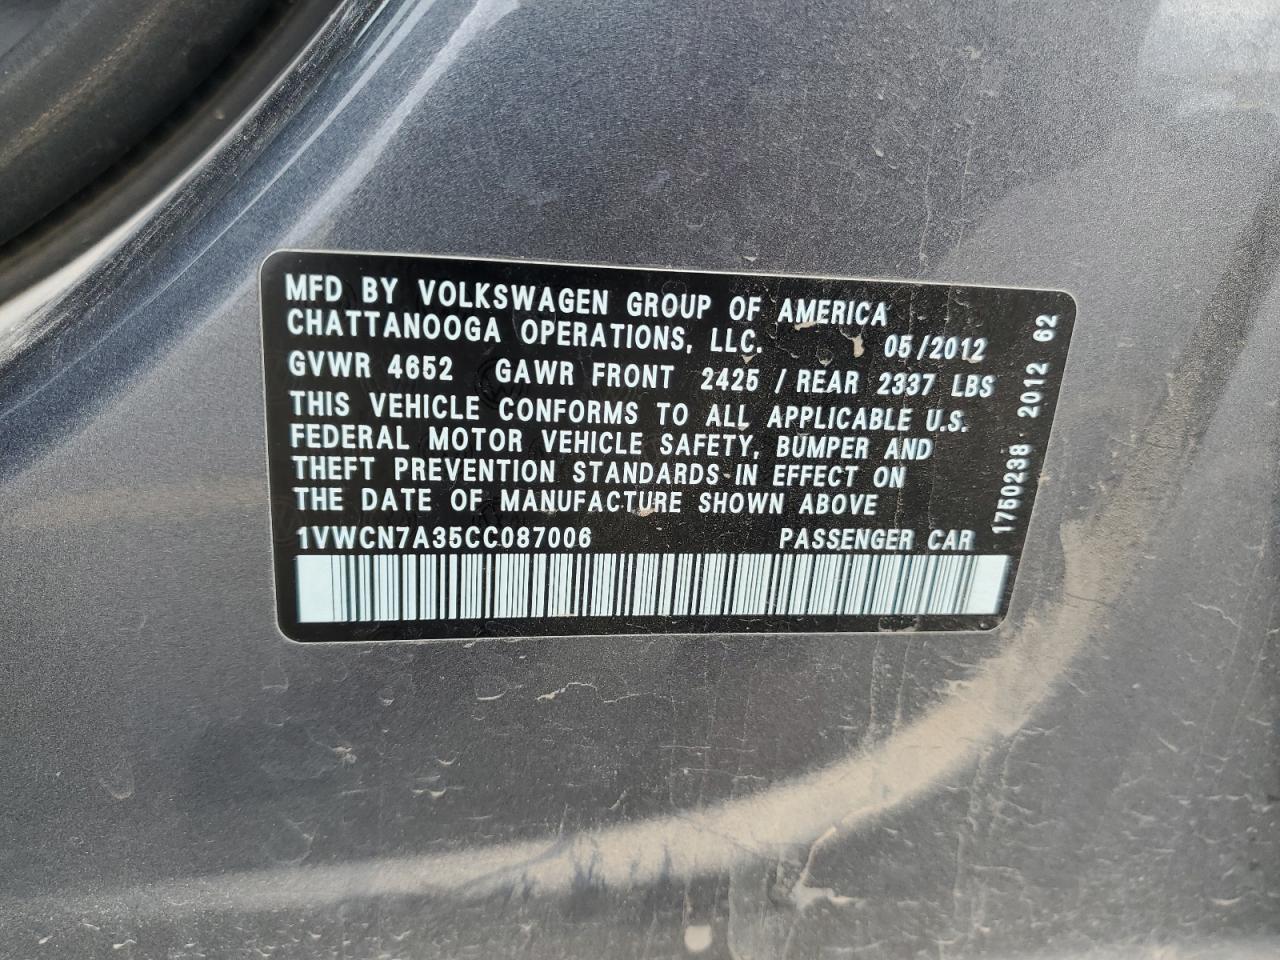 MFD BY VOLKSWAGEN GROUP OF AMERICA
CHATTANOOGA OPERATIONS, LLC. 05/2012
GVWR 4652 GAWR FRONT 2425 / REAR 2337 LBS
THIS VEHICLE CONFORMS TO ALL APPLICABLE U.S.
FEDERAL MOTOR VEHICLE SAFETY, BUMPER AND
THEFT PREVENTION STANDARDS IN EFFECT ON
THE DATE OF MANUFACTURE SHOWN ABOVE
1VWCN7A35CC087006 PASSENGER CAR
1750238 2012 62